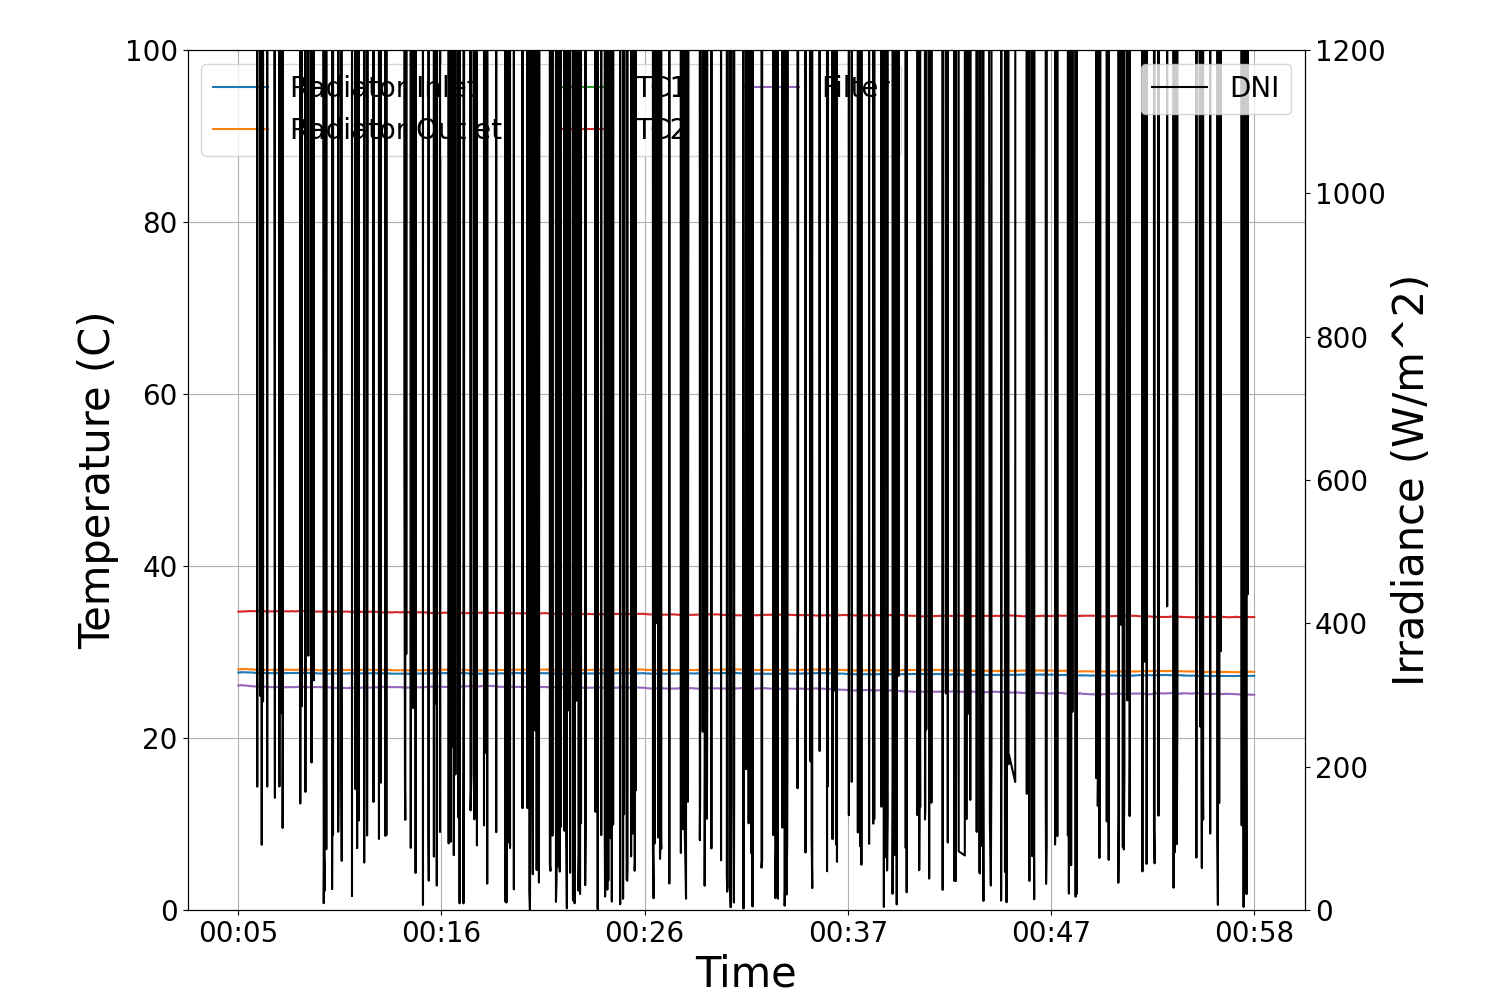 100
80
60
40
20
0
Temperature (C)
Radiator Inlet
Radiator Outlet
TC1
TC2
Filter
DNI
1200
1000
800
600
400
200
0
Irradiance (W/m^2)
00:05 00:16 00:26 00:37 00:47 00:58
Time